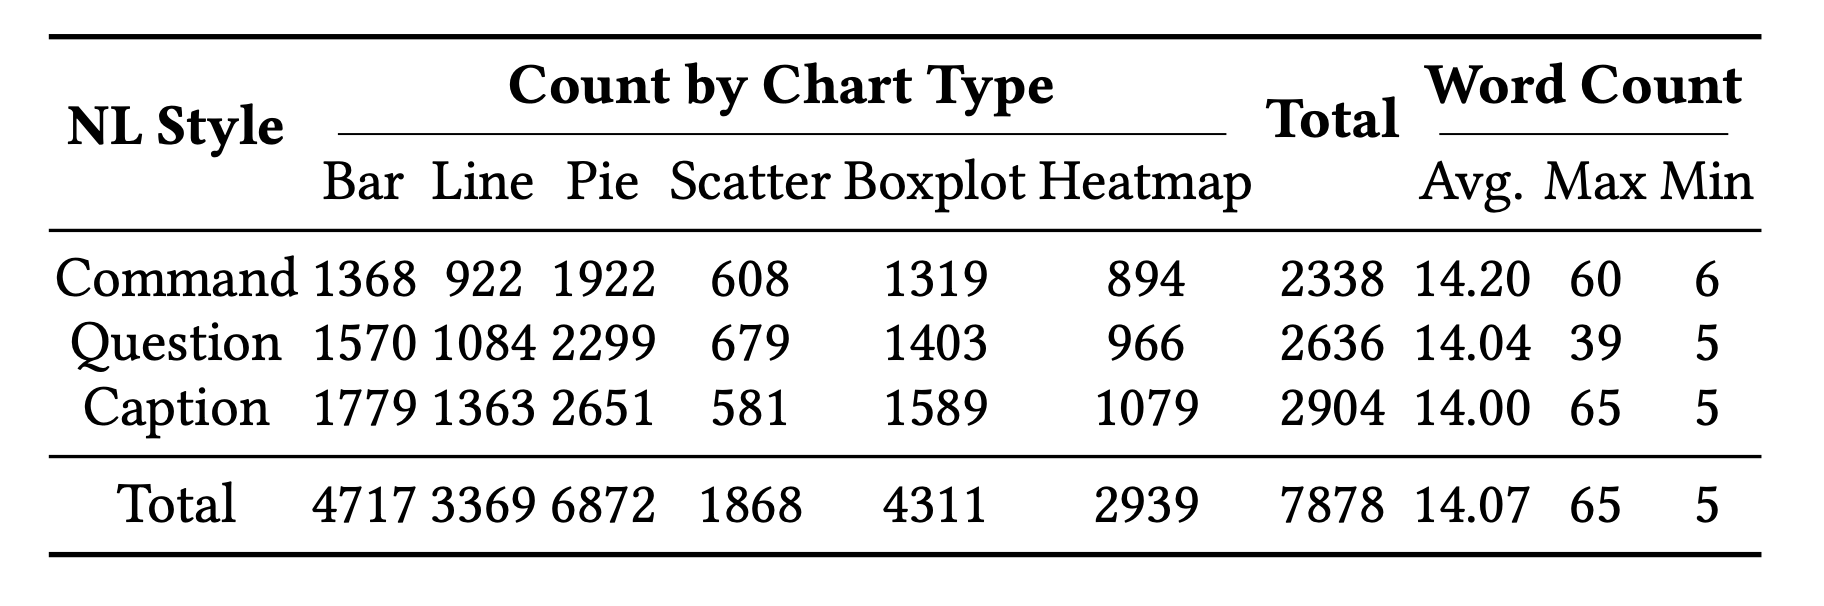 NL Style Count by Chart Type Total Word Count
Bar Line Pie Scatter Boxplot Heatmap Avg. Max Min
Command 1368 922 1922 608 1319 894 2338 14.20 60 6
Question 1570 1084 2299 679 1403 966 2636 14.04 39 5
Caption 1779 1363 2651 581 1589 1079 2904 14.00 65 5
Total 4717 3369 6872 1868 4311 2939 7878 14.07 65 5